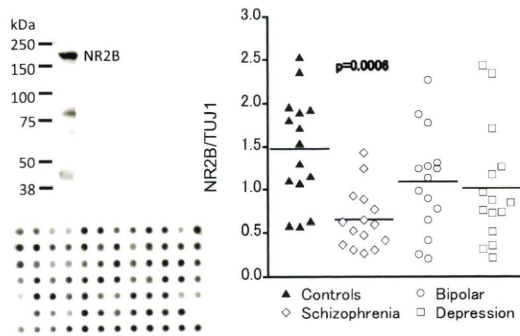 kDa
250
150
100
75
50
38
NR2B
NR2B/TUJ1
3.0
2.5
2.0
1.5
1.0
0.5
0.0
p=0.0006
▲ Controls
○ Bipolar
◇ Schizophrenia
□ Depression